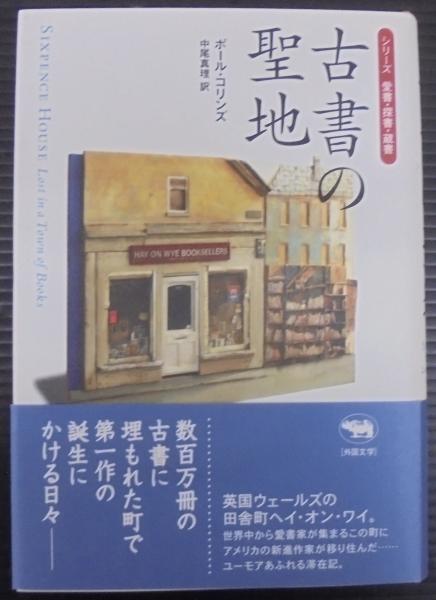 シリーズ 愛書・探書・蔵書
古書の
聖地
ポール・コリンズ
中尾真理 訳
SIXPENCE HOUSE Lost in a Town of Books
HAY ON WYE BOOKSELLERS
数百万冊の
古書に
埋もれた町で
第一作の
誕生に
かける日々──
[外国文学]
英国ウェールズの
田舎町ヘイ・オン・ワイ。
世界中から愛書家が集まるこの町に
アメリカの新進作家が移り住んだ……
ユーモアあふれる滞在記。